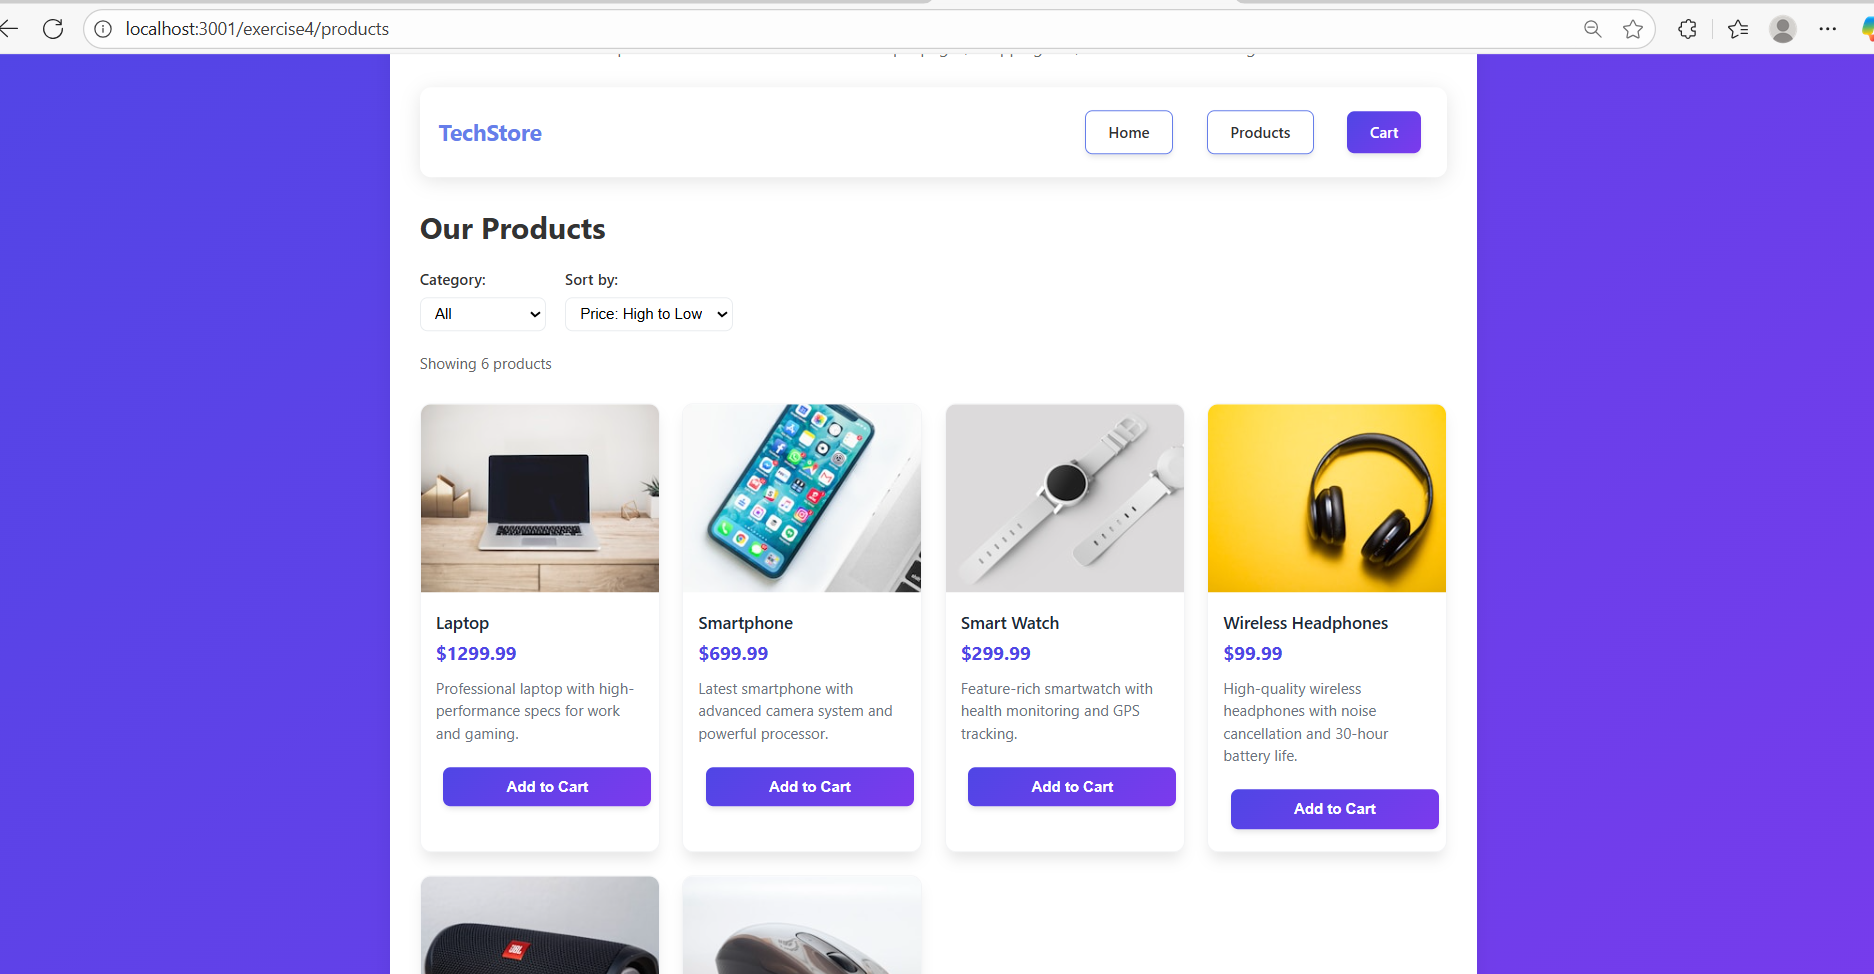 localhost:3001/exercise4/products
TechStore
Home
Products
Cart
Our Products
Category:
Sort by:
All
Price: High to Low
Showing 6 products
Laptop
$1299.99
Professional laptop with high-
performance specs for work
and gaming.
Add to Cart
Smartphone
$699.99
Latest smartphone with
advanced camera system and
powerful processor.
Add to Cart
Smart Watch
$299.99
Feature-rich smartwatch with
health monitoring and GPS
tracking.
Add to Cart
Wireless Headphones
$99.99
High-quality wireless
headphones with noise
cancellation and 30-hour
battery life.
Add to Cart
JBL